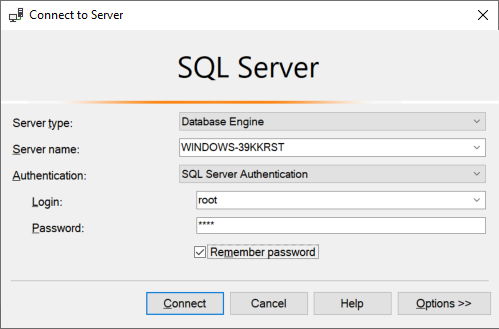 Connect to Server
SQL Server
Server type: Database Engine
Server name: WINDOWS-39KKRST
Authentication: SQL Server Authentication
Login: root
Password: ****
Remember password
Connect Cancel Help Options >>